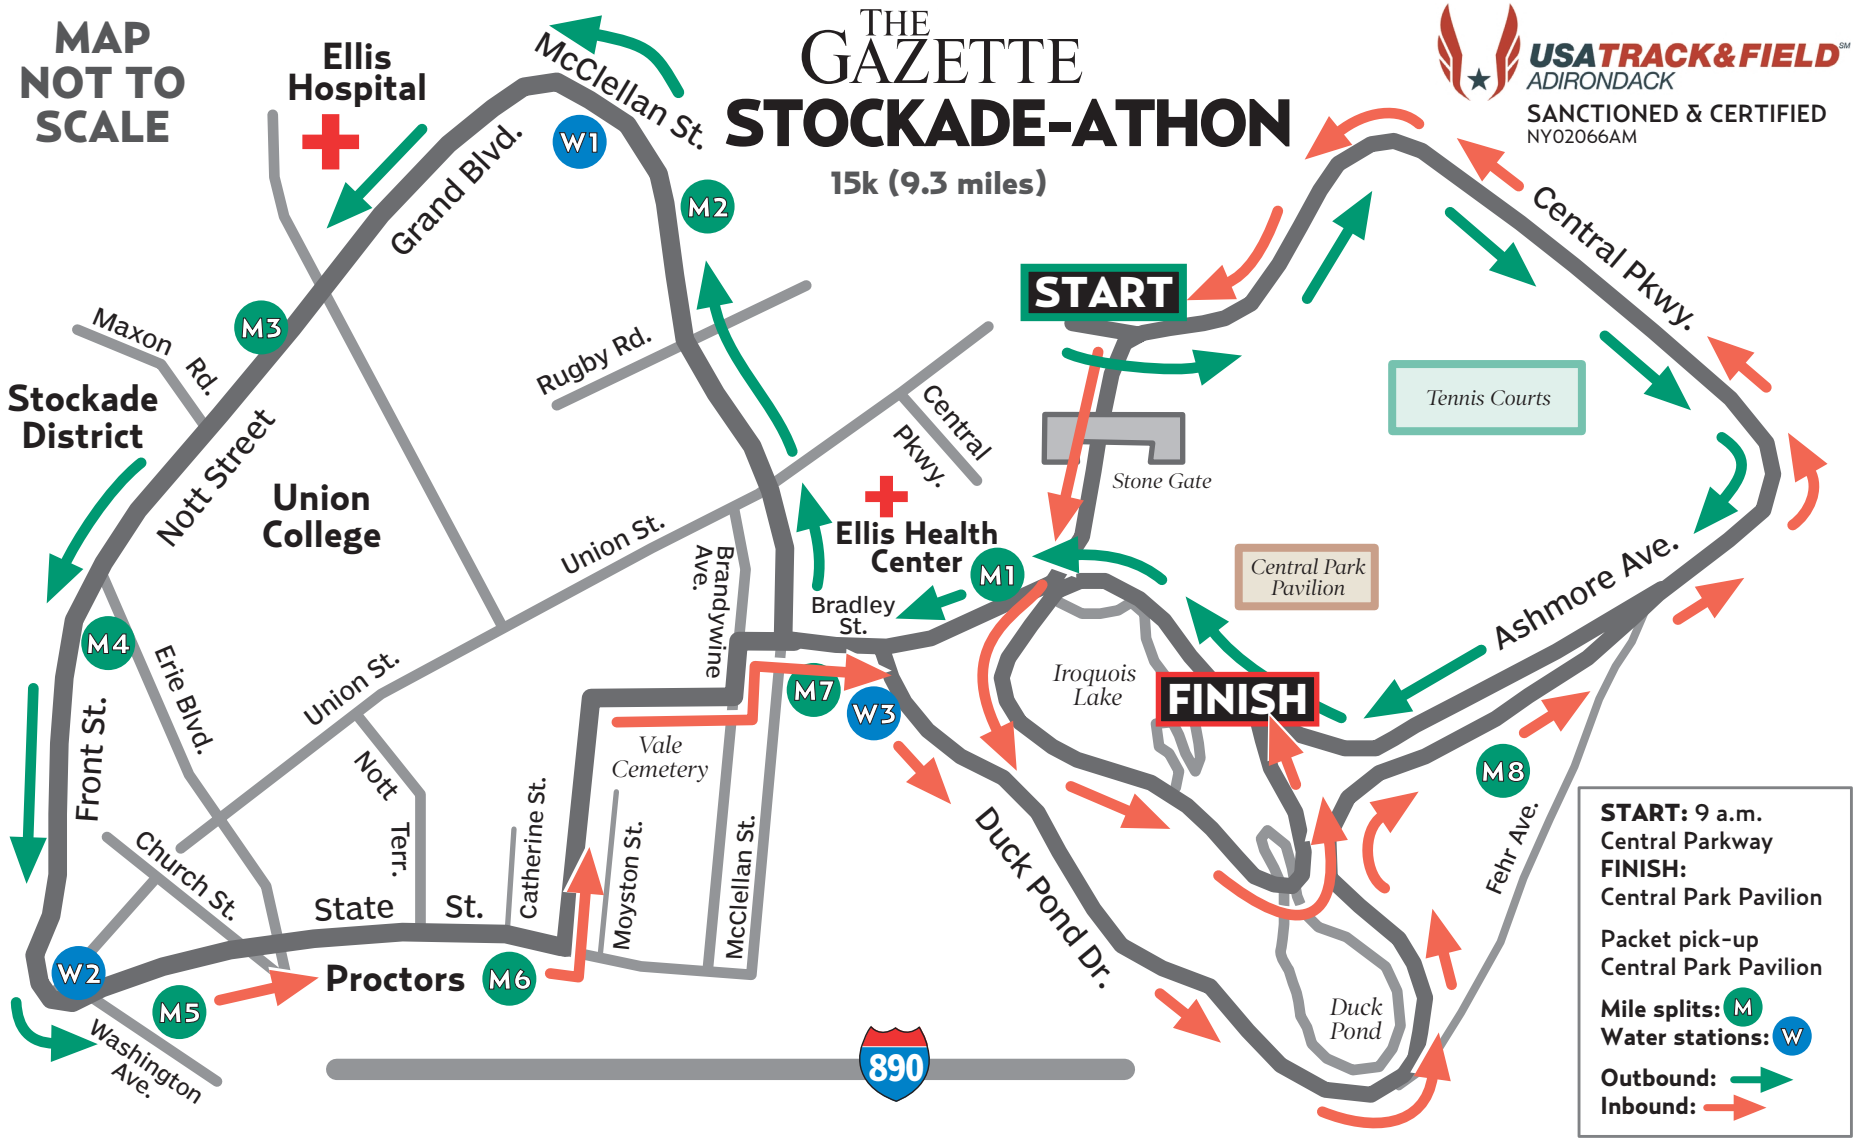 MAP
NOT TO
SCALE
Ellis
Hospital
THE
GAZETTE
STOCKADE-ATHON
15k (9.3 miles)
USATRACK&FIELD℠
ADIRONDACK
SANCTIONED & CERTIFIED
NY02066AM
McClellan St.
W1
Grand Blvd.
M2
Central Pkwy.
START
M3
Maxon
Rd.
Rugby Rd.
Stockade
District
Nott Street
Central
Pkwy.
Tennis Courts
Stone Gate
Union
College
Union St.
Ellis Health
Center
M1
Brandywine
Ave.
Bradley
St.
Central Park
Pavilion
Ashmore Ave.
M4
Erie Blvd.
Union St.
Iroquois
Lake
FINISH
M7
W3
Front St.
Vale
Cemetery
Nott
Terr.
M8
Church St.
Catherine St.
Moyston St.
McClellan St.
Duck Pond Dr.
Fehr Ave.
State St.
W2
M5
Proctors
M6
Washington
Ave.
Duck
Pond
890
START: 9 a.m.
Central Parkway
FINISH:
Central Park Pavilion
Packet pick-up
Central Park Pavilion
Mile splits: M
Water stations: W
Outbound:
Inbound: